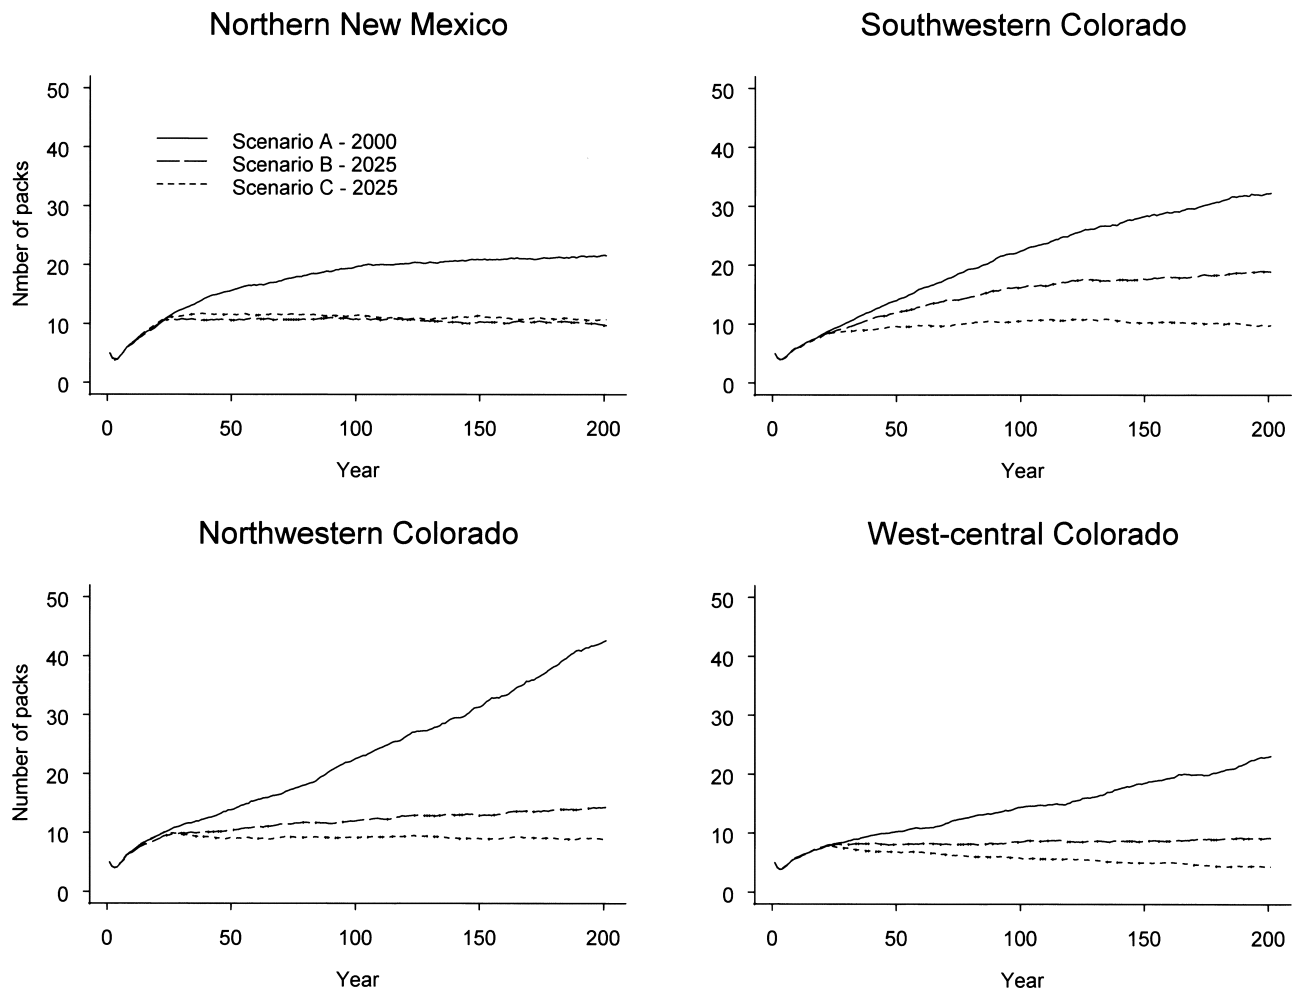 Northern New Mexico
50
40
30
20
10
0
Nmber of packs
Scenario A - 2000
Scenario B - 2025
Scenario C - 2025
0 50 100 150 200
Year
Southwestern Colorado
50
40
30
20
10
0
0 50 100 150 200
Year
Northwestern Colorado
50
40
30
20
10
0
Number of packs
0 50 100 150 200
Year
West-central Colorado
50
40
30
20
10
0
0 50 100 150 200
Year